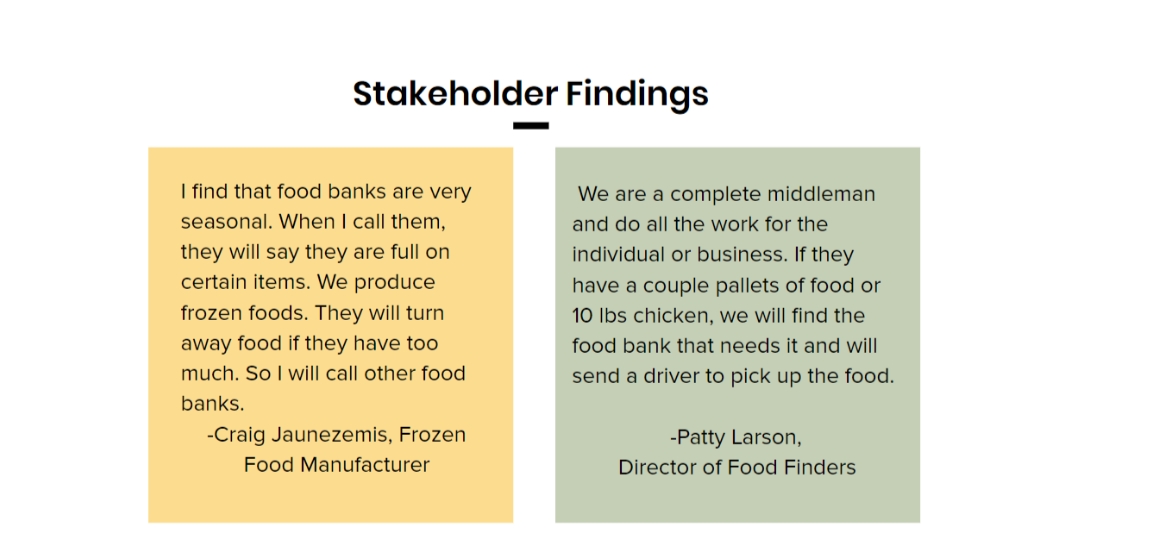 Stakeholder Findings
I find that food banks are very
seasonal. When I call them,
they will say they are full on
certain items. We produce
frozen foods. They will turn
away food if they have too
much. So I will call other food
banks.
-Craig Jaunezemis, Frozen
Food Manufacturer
We are a complete middleman
and do all the work for the
individual or business. If they
have a couple pallets of food or
10 lbs chicken, we will find the
food bank that needs it and will
send a driver to pick up the food.
-Patty Larson,
Director of Food Finders